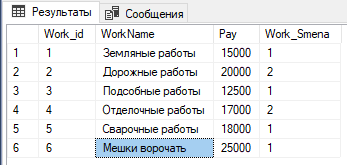 Результаты Сообщения
Work_id WorkName Pay Work_Smena
1 1 Земляные работы 15000 1
2 2 Дорожные работы 20000 2
3 3 Подсобные работы 12500 1
4 4 Отделочные работы 17000 2
5 5 Сварочные работы 18000 1
6 6 Мешки ворочать 25000 1